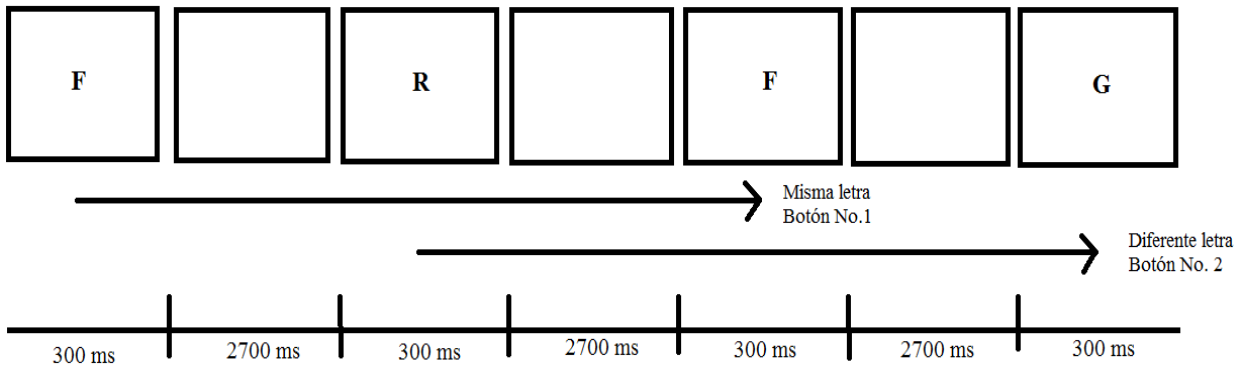 F R F G
Misma letra
Botón No.1
Diferente letra
Botón No. 2
300 ms 2700 ms 300 ms 2700 ms 300 ms 2700 ms 300 ms